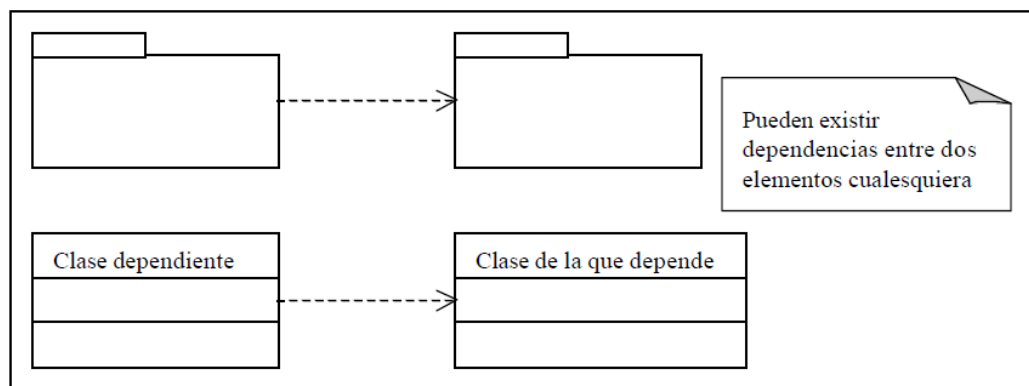 Pueden existir
dependencias entre dos
elementos cualesquiera
Clase dependiente
Clase de la que depende